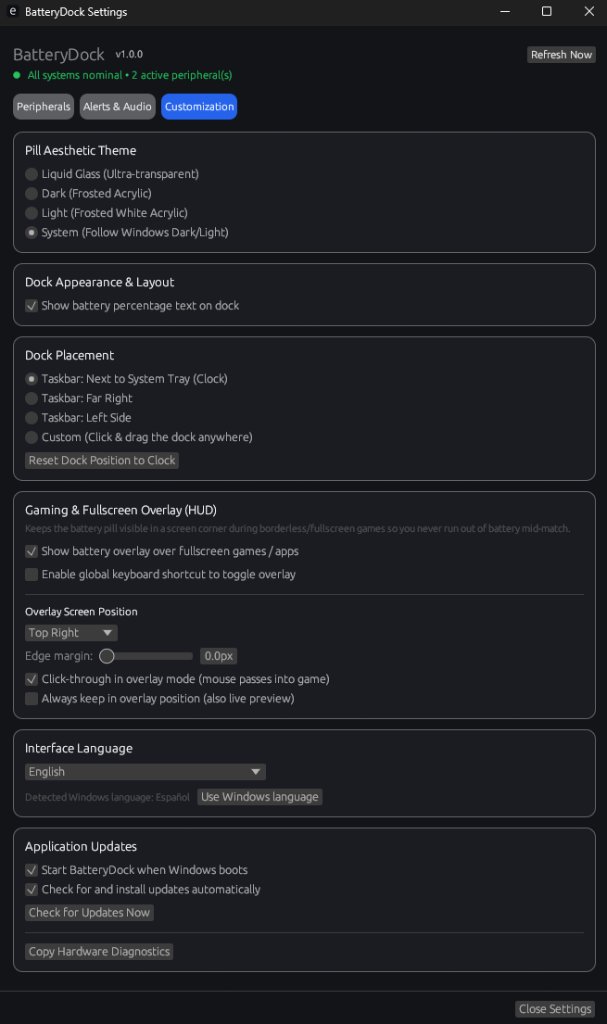 e BatteryDock Settings
BatteryDock v1.0.0
Refresh Now
All systems nominal • 2 active peripheral(s)
Peripherals
Alerts & Audio
Customization
Pill Aesthetic Theme
Liquid Glass (Ultra-transparent)
Dark (Frosted Acrylic)
Light (Frosted White Acrylic)
System (Follow Windows Dark/Light)
Dock Appearance & Layout
Show battery percentage text on dock
Dock Placement
Taskbar: Next to System Tray (Clock)
Taskbar: Far Right
Taskbar: Left Side
Custom (Click & drag the dock anywhere)
Reset Dock Position to Clock
Gaming & Fullscreen Overlay (HUD)
Keeps the battery pill visible in a screen corner during borderless/fullscreen games so you never run out of battery mid-match.
Show battery overlay over fullscreen games / apps
Enable global keyboard shortcut to toggle overlay
Overlay Screen Position
Top Right
Edge margin: 0.0px
Click-through in overlay mode (mouse passes into game)
Always keep in overlay position (also live preview)
Interface Language
English
Detected Windows language: Español
Use Windows language
Application Updates
Start BatteryDock when Windows boots
Check for and install updates automatically
Check for Updates Now
Copy Hardware Diagnostics
Close Settings